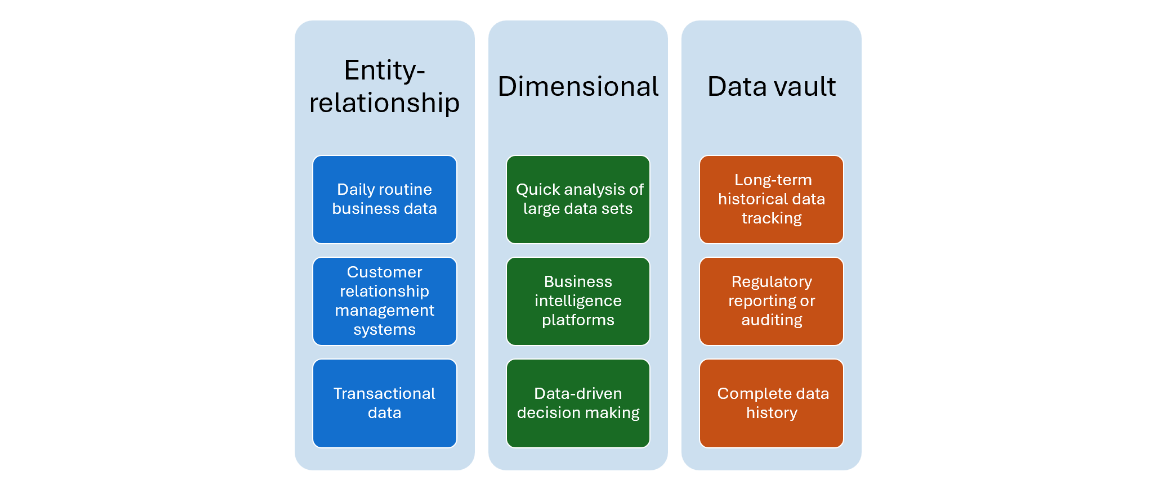 Entity-
relationship
Daily routine
business data
Customer
relationship
management
systems
Transactional
data
Dimensional
Quick analysis of
large data sets
Business
intelligence
platforms
Data-driven
decision making
Data vault
Long-term
historical data
tracking
Regulatory
reporting or
auditing
Complete data
history